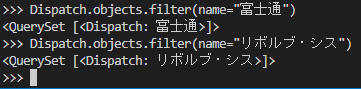 >>> Dispatch.objects.filter(name="富士通")
<QuerySet [<Dispatch: 富士通>]>
>>> Dispatch.objects.filter(name="リボルブ・シス")
<QuerySet [<Dispatch: リボルブ・シス>]>
>>>